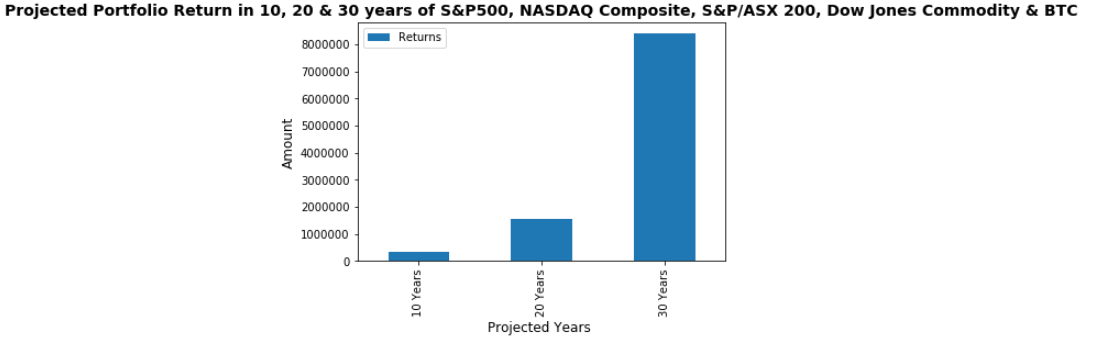 Projected Portfolio Return in 10, 20 & 30 years of S&P500, NASDAQ Composite, S&P/ASX 200, Dow Jones Commodity & BTC
Returns
8000000
7000000
6000000
5000000
4000000
3000000
2000000
1000000
0
Amount
10 Years
20 Years
30 Years
Projected Years